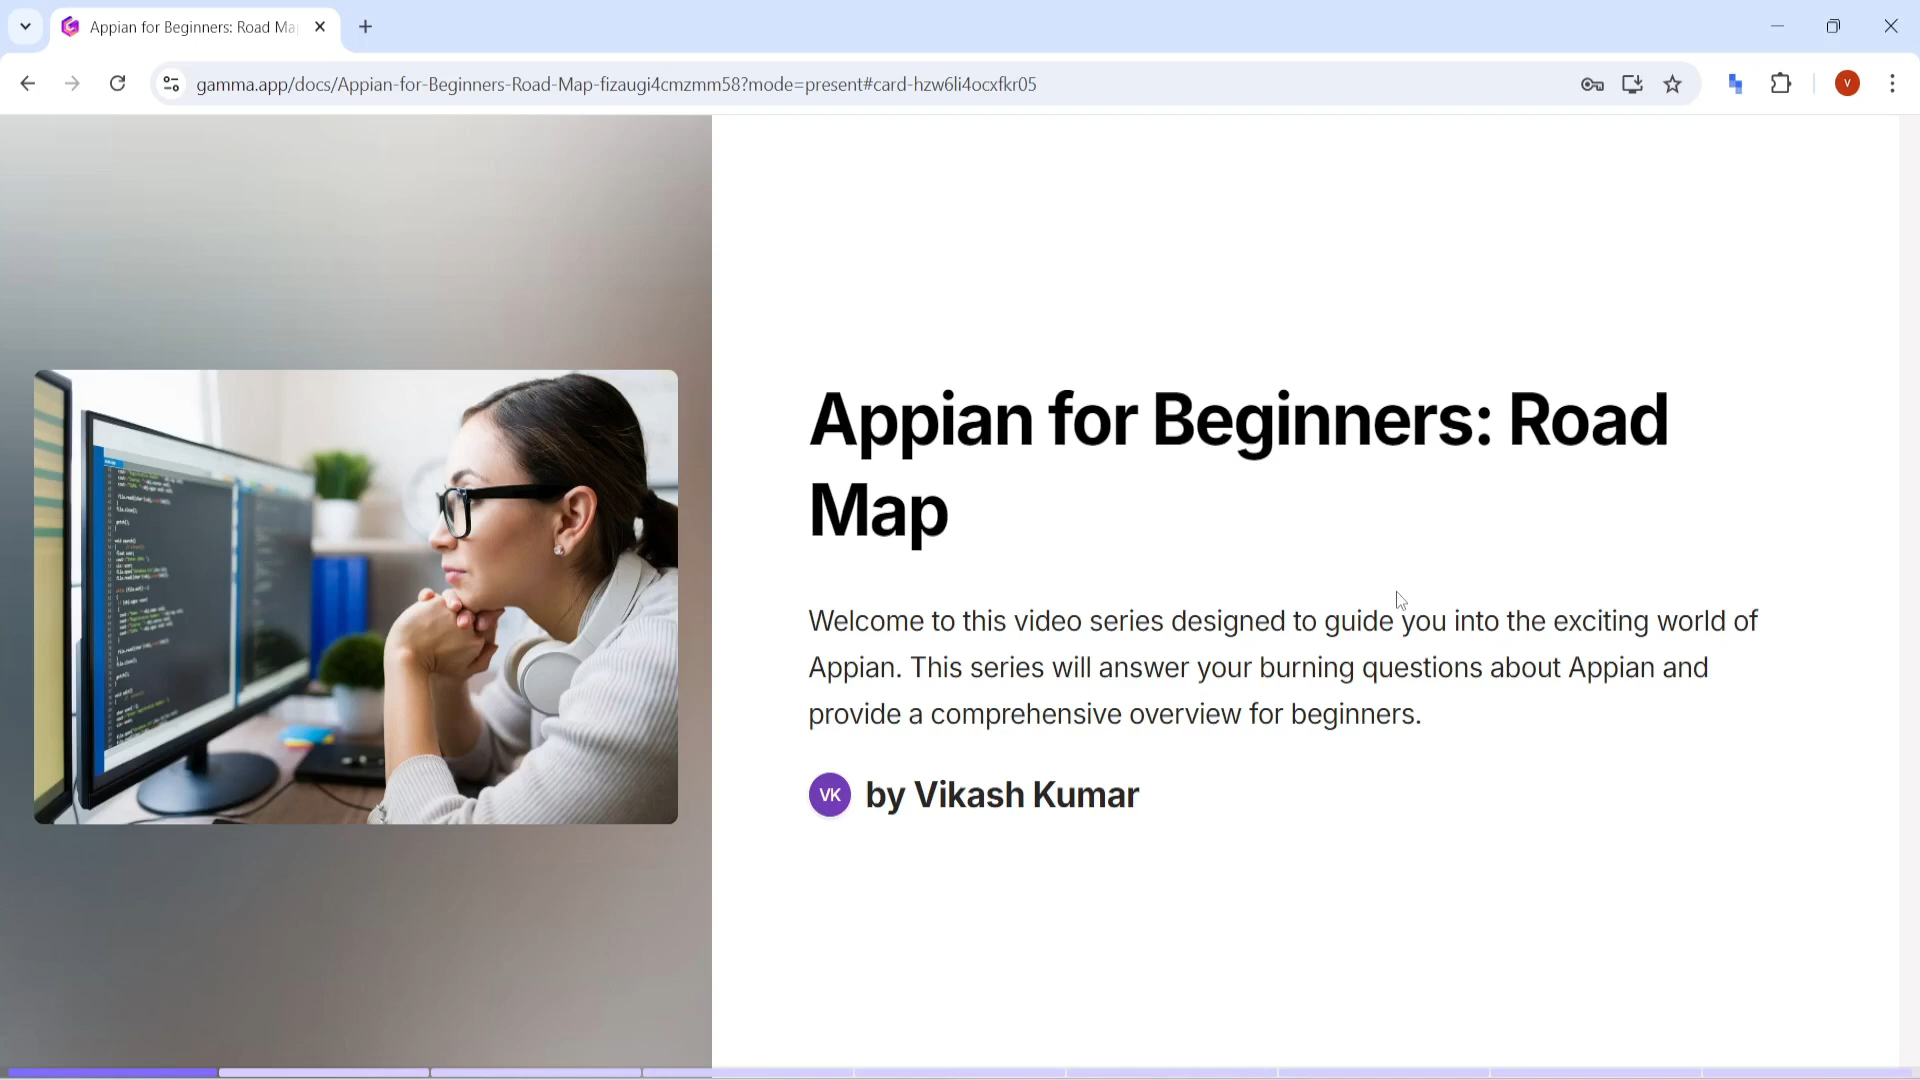 Appian for Beginners: Road Ma
gamma.app/docs/Appian-for-Beginners-Road-Map-fizaugi4cmzmm58?mode=present#card-hzw6li4ocxfkr05
V
Appian for Beginners: Road
Map
Welcome to this video series designed to guide you into the exciting world of
Appian. This series will answer your burning questions about Appian and
provide a comprehensive overview for beginners.
VK by Vikash Kumar